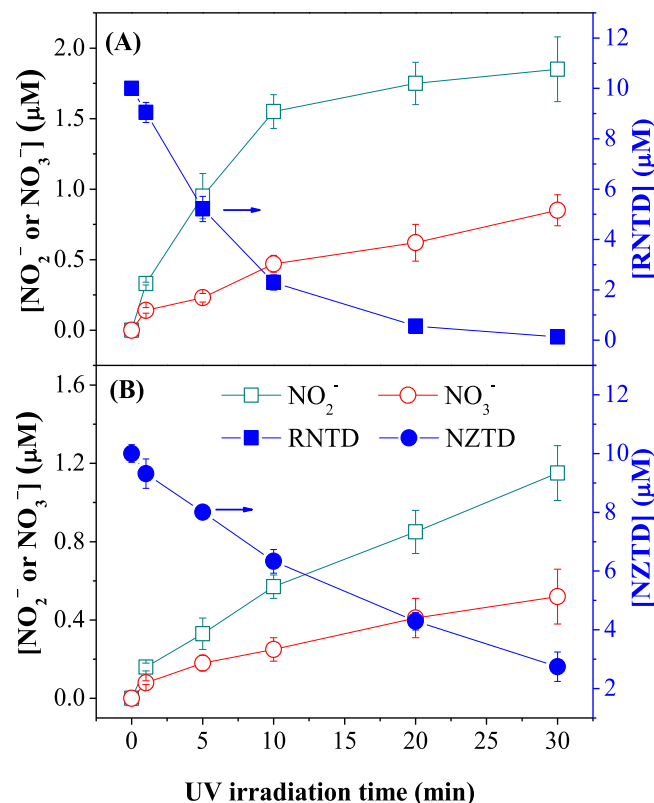 (A)
[NO₂⁻ or NO₃⁻] (μM)
2.0
1.5
1.0
0.5
0.0
12
10
8
6
4
2
0
[RNTD] (μM)
(B)
NO₂⁻ NO₃⁻
RNTD NZTD
[NO₂⁻ or NO₃⁻] (μM)
1.6
1.2
0.8
0.4
0.0
12
10
8
6
4
2
[NZTD] (μM)
0 5 10 15 20 25 30
UV irradiation time (min)